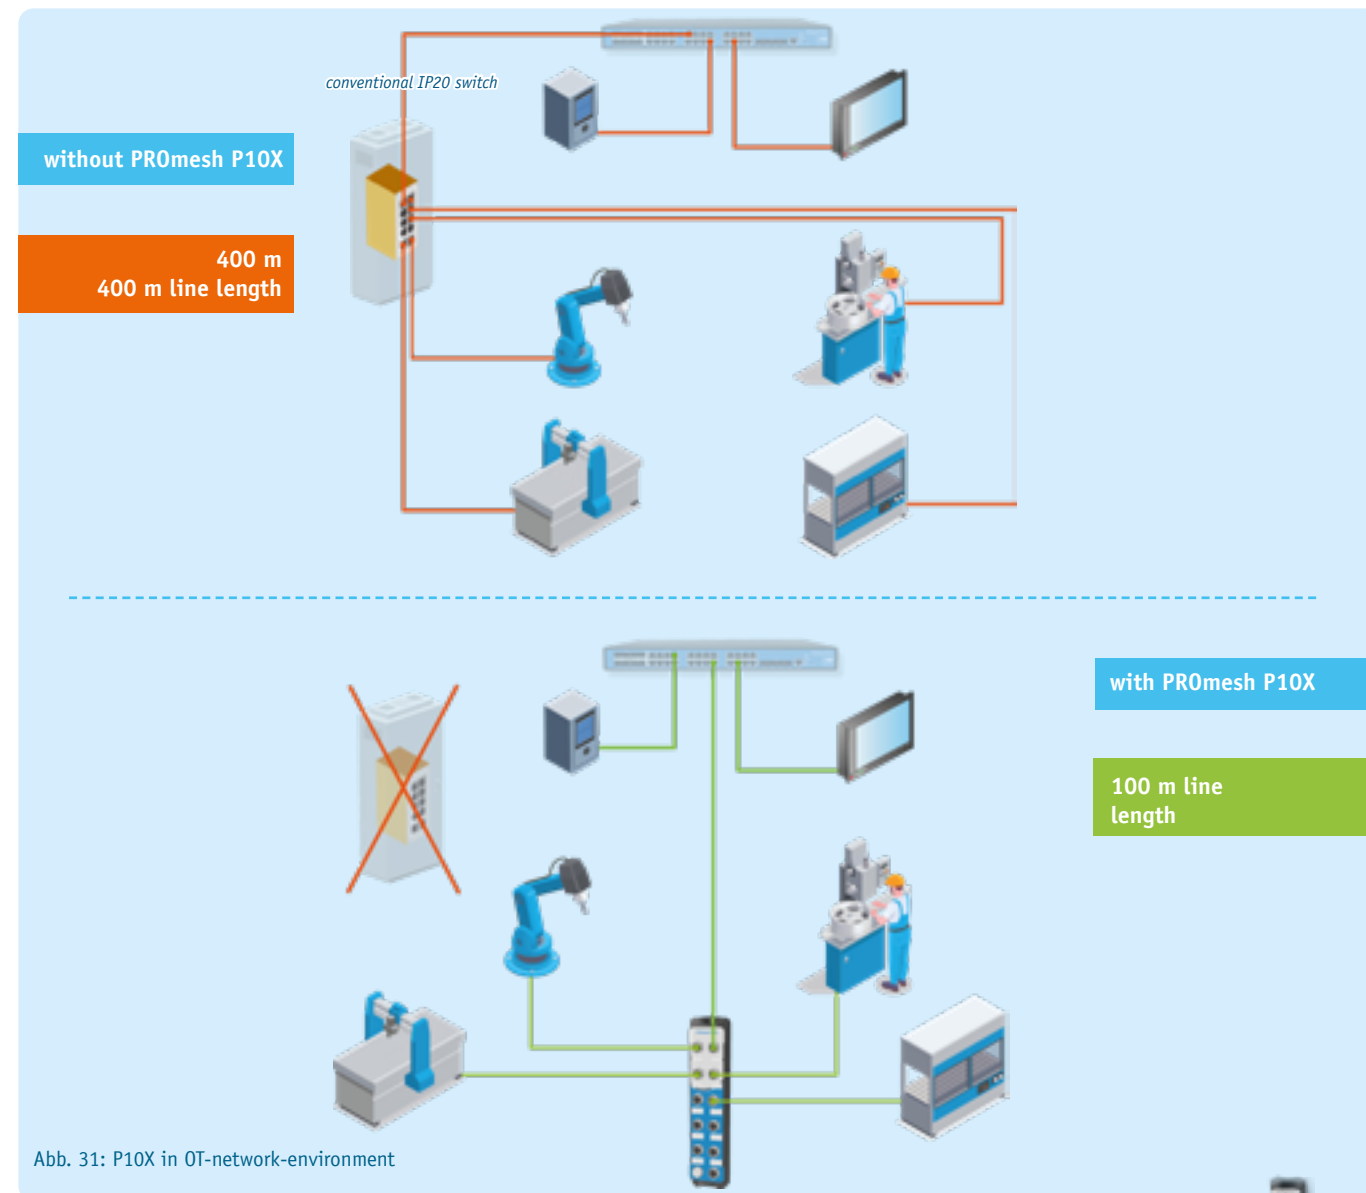 conventional IP20 switch
without PROmesh P10X
400 m
400 m line length
with PROmesh P10X
100 m line
length
Abb. 31: P10X in OT-network-environment